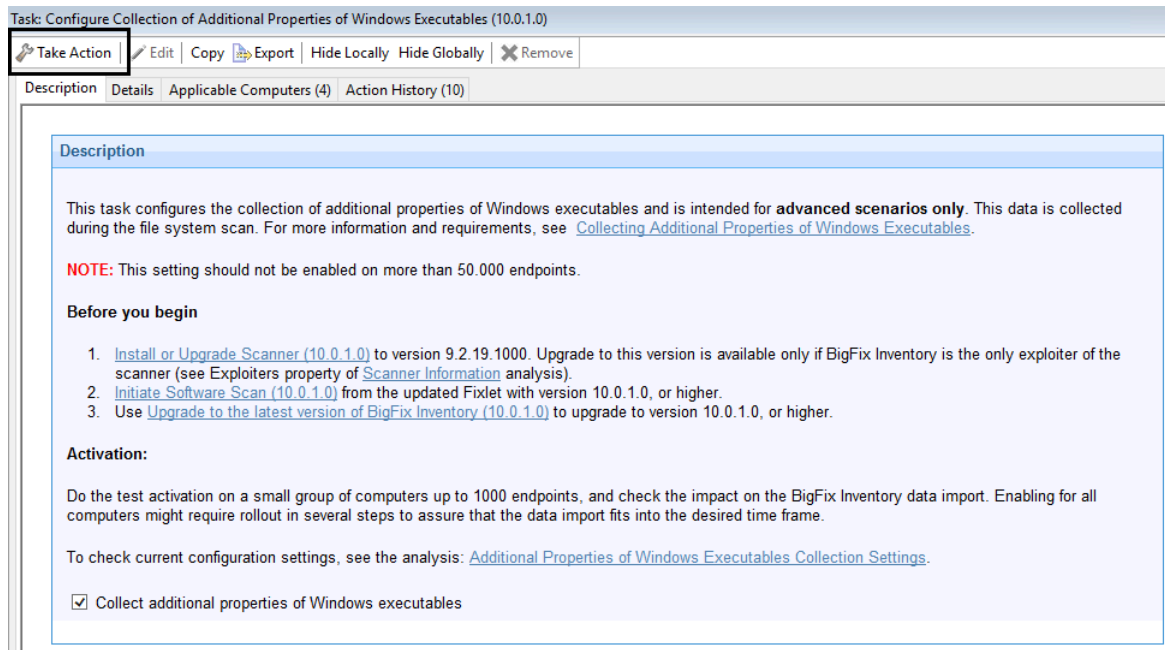 Task: Configure Collection of Additional Properties of Windows Executables (10.0.1.0)
Take Action Edit Copy Export Hide Locally Hide Globally Remove
Description Details Applicable Computers (4) Action History (10)
Description
This task configures the collection of additional properties of Windows executables and is intended for advanced scenarios only. This data is collected
during the file system scan. For more information and requirements, see Collecting Additional Properties of Windows Executables.
NOTE: This setting should not be enabled on more than 50.000 endpoints.
Before you begin
1. Install or Upgrade Scanner (10.0.1.0) to version 9.2.19.1000. Upgrade to this version is available only if BigFix Inventory is the only exploiter of the
scanner (see Exploiters property of Scanner Information analysis).
2. Initiate Software Scan (10.0.1.0) from the updated Fixlet with version 10.0.1.0, or higher.
3. Use Upgrade to the latest version of BigFix Inventory (10.0.1.0) to upgrade to version 10.0.1.0, or higher.
Activation:
Do the test activation on a small group of computers up to 1000 endpoints, and check the impact on the BigFix Inventory data import. Enabling for all
computers might require rollout in several steps to assure that the data import fits into the desired time frame.
To check current configuration settings, see the analysis: Additional Properties of Windows Executables Collection Settings.
Collect additional properties of Windows executables